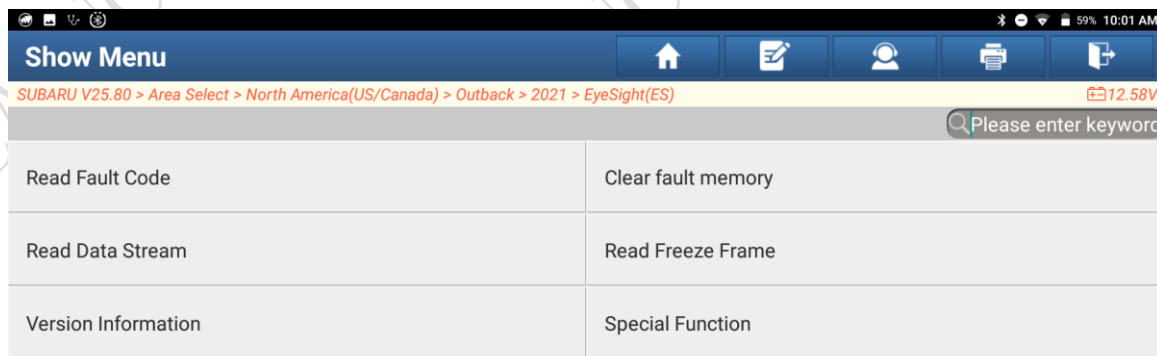 59% 10:01 AM
Show Menu
SUBARU V25.80 > Area Select > North America(US/Canada) > Outback > 2021 > EyeSight(ES) 12.58V
Please enter keyword
Read Fault Code Clear fault memory
Read Data Stream Read Freeze Frame
Version Information Special Function